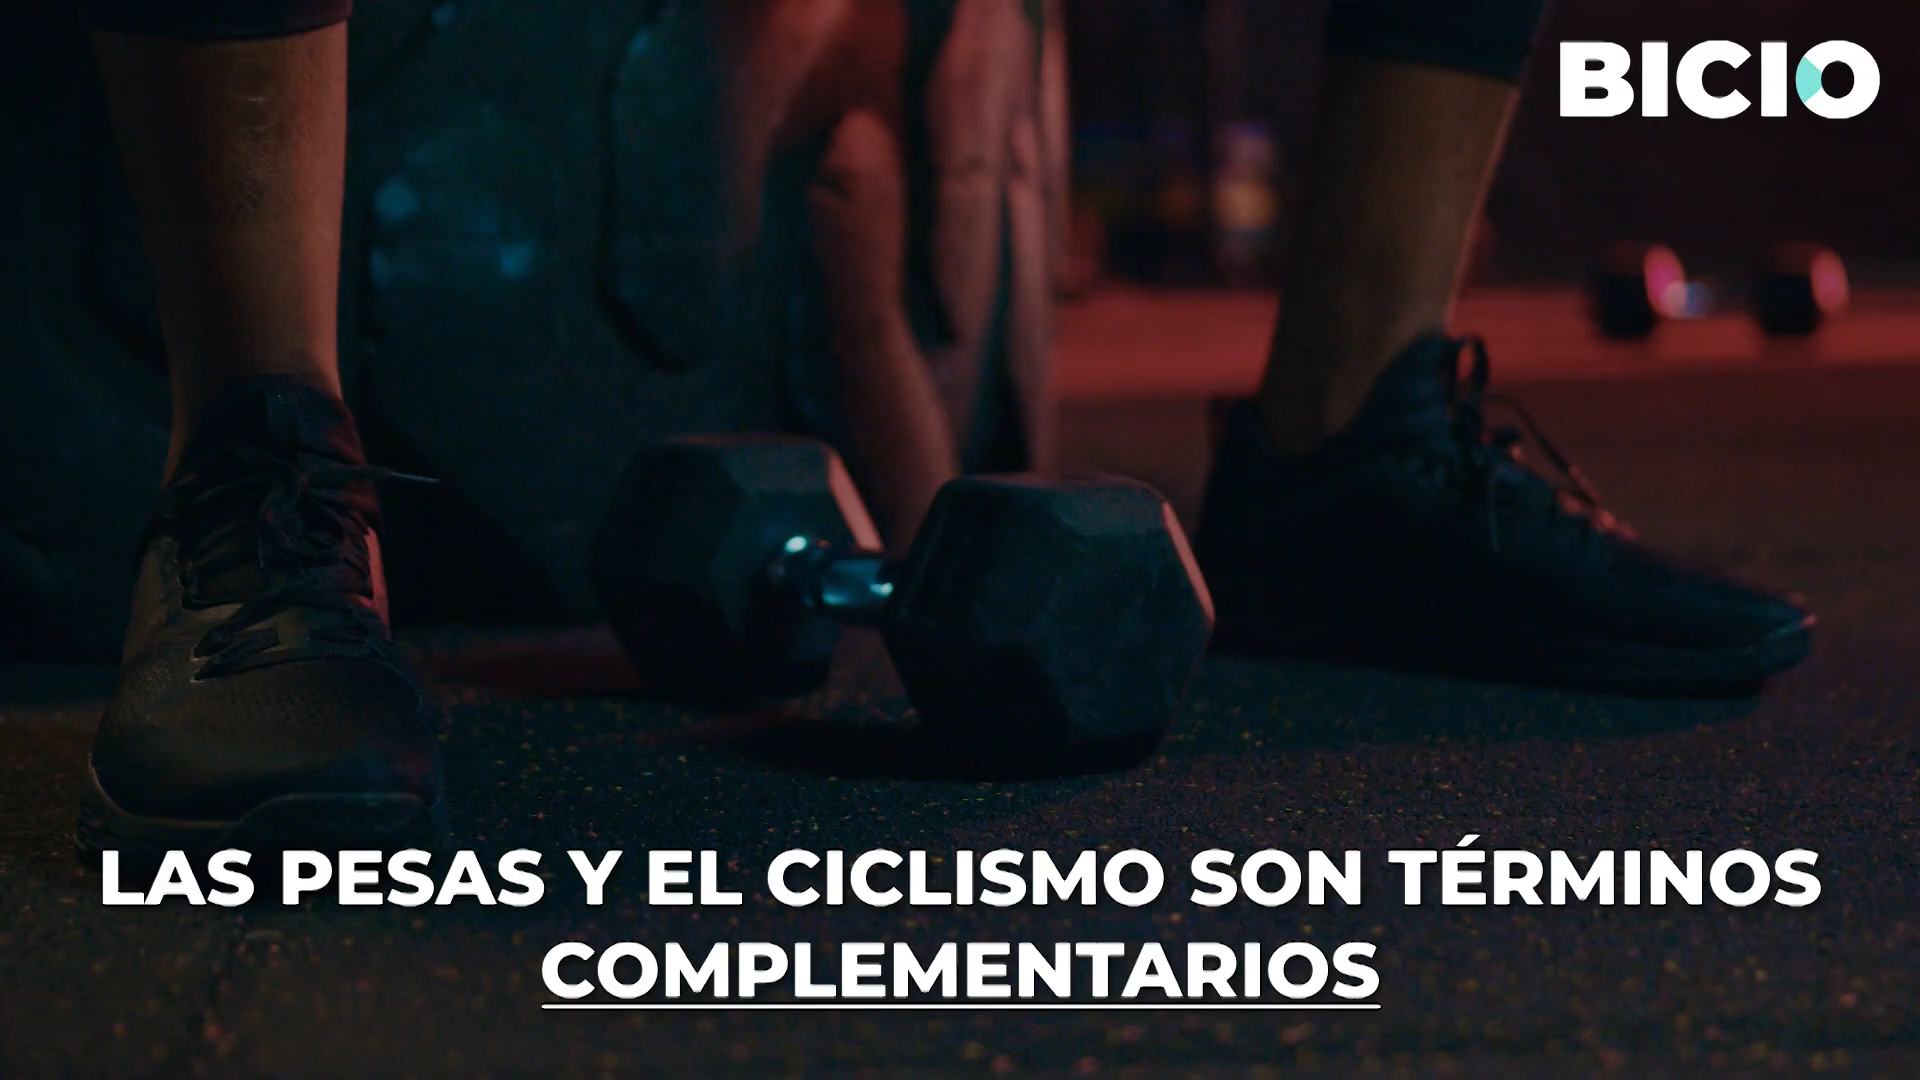 BICIO
LAS PESAS Y EL CICLISMO SON TÉRMINOS
COMPLEMENTARIOS